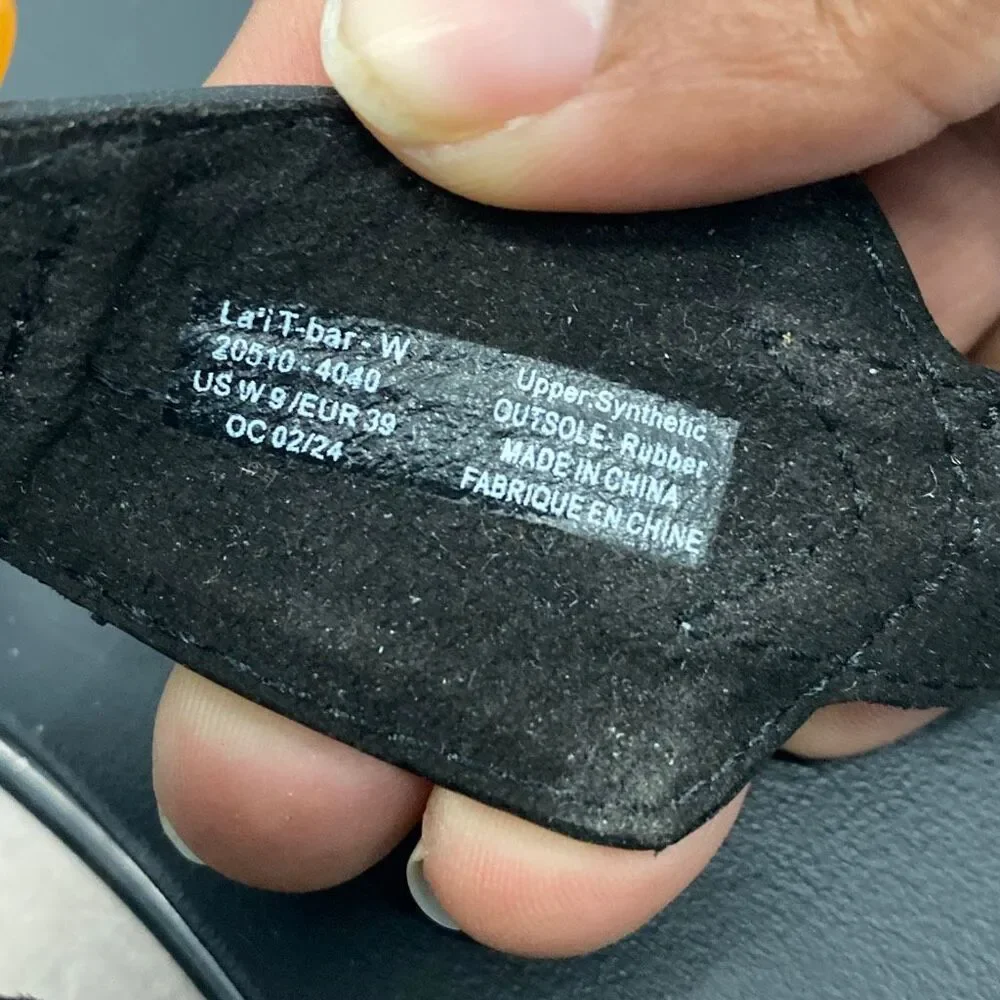 La'i T-bar - W
20510 - 4040
US W 9 /EUR 39
OC 02/24
Upper: Synthetic
OUTSOLE: Rubber
MADE IN CHINA
FABRIQUE EN CHINE